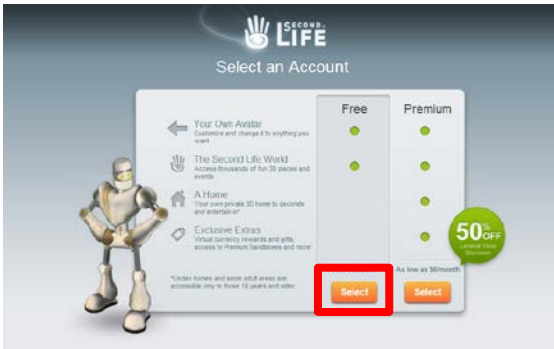 SECOND
LIFE
Select an Account
Free Premium
Your Own Avatar
Customize and change it to anything you
want
The Second Life World
Access thousands of fun 3D places and
events
A Home
Your own private 3D home to decorate
and entertain in*
Exclusive Extras
Virtual currency rewards and gifts,
access to Premium Sandboxes and more
50% OFF
Limited Time
Discount
As low as $6/month
*Linden homes and some adult areas are
accessible only to those 18 years and older
Select Select